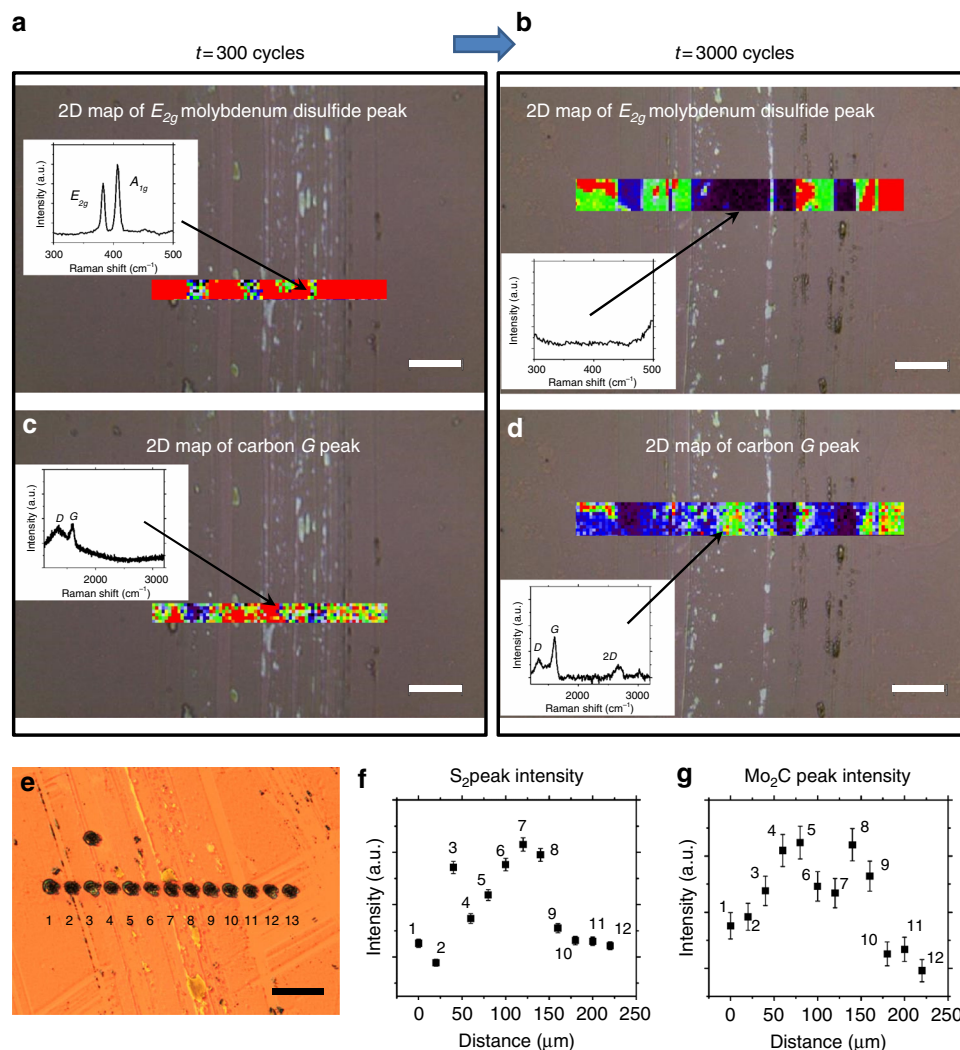 a
b
t=300 cycles
t=3000 cycles
2D map of E2g molybdenum disulfide peak
Intensity (a.u.)
E2g
A1g
300 400 500
Raman shift (cm−1)
2D map of E2g molybdenum disulfide peak
Intensity (a.u.)
300 400 500
Raman shift (cm−1)
c
2D map of carbon G peak
Intensity (a.u.)
D G
2000 3000
Raman shift (cm−1)
d
2D map of carbon G peak
Intensity (a.u.)
D G 2D
2000 3000
Raman shift (cm−1)
e
1 2 3 4 5 6 7 8 9 10 11 12 13
f
S2peak intensity
Intensity (a.u.)
1 2 3 4 5 6 7 8 9 10 11 12
0 50 100 150 200 250
Distance (μm)
g
Mo2C peak intensity
Intensity (a.u.)
1 2 3 4 5 6 7 8 9 10 11 12
0 50 100 150 200 250
Distance (μm)